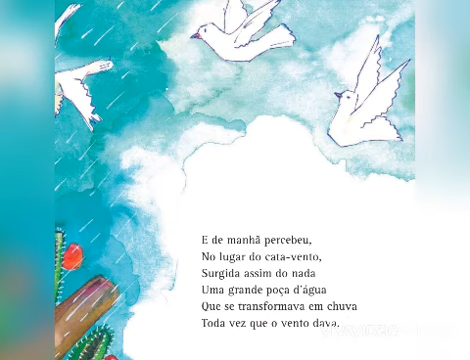 E de manhã percebeu,
No lugar do cata-vento,
Surgida assim do nada
Uma grande poça d'água
Que se transformava em chuva
Toda vez que o vento dava.